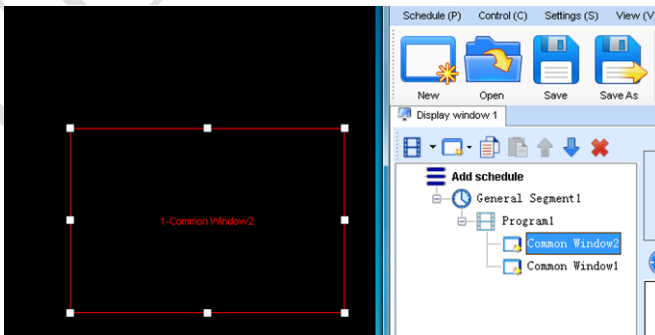 Schedule (P) Control (C) Settings (S) View (V
New Open Save Save As
Display window 1
Add schedule
General Segment1
Program1
Common Window2
Common Window1
1-Common Window2